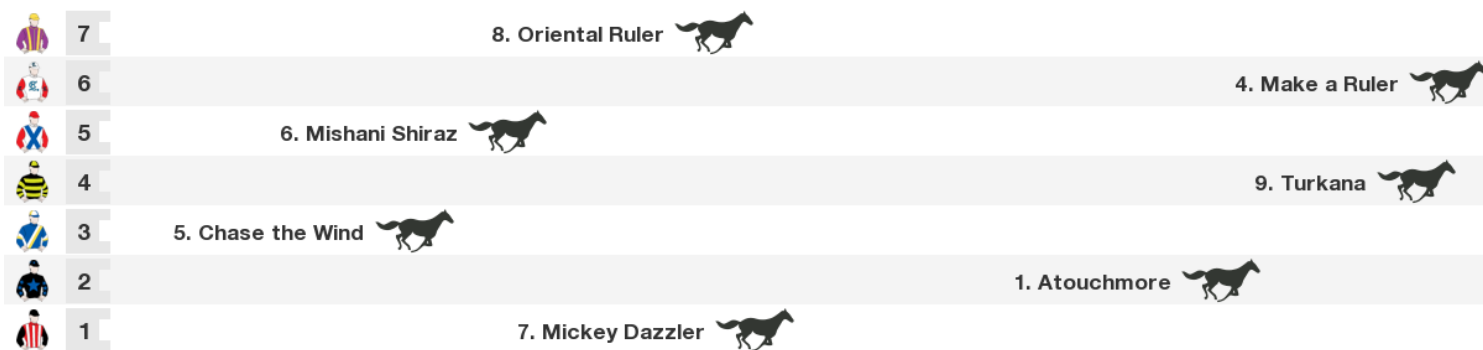 7 8. Oriental Ruler
6 4. Make a Ruler
5 6. Mishani Shiraz
4 9. Turkana
3 5. Chase the Wind
2 1. Atouchmore
1 7. Mickey Dazzler